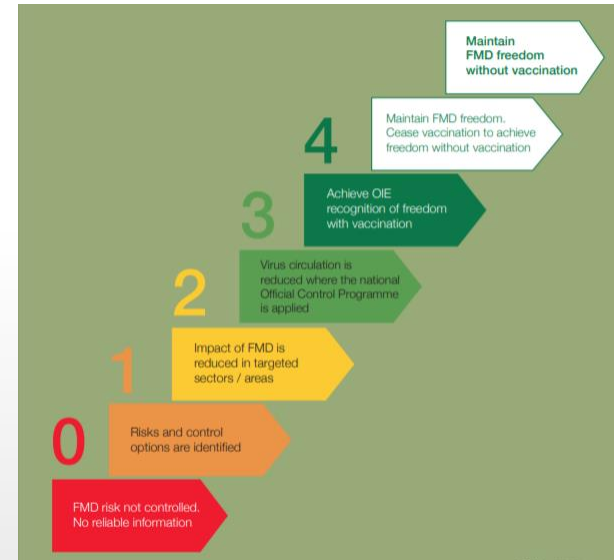 Maintain
FMD freedom
without vaccination
4
Maintain FMD freedom.
Cease vaccination to achieve
freedom without vaccination
3
Achieve OIE
recognition of freedom
with vaccination
2
Virus circulation is
reduced where the national
Official Control Programme
is applied
1
Impact of FMD is
reduced in targeted
sectors / areas
0
Risks and control
options are identified
FMD risk not controlled.
No reliable information